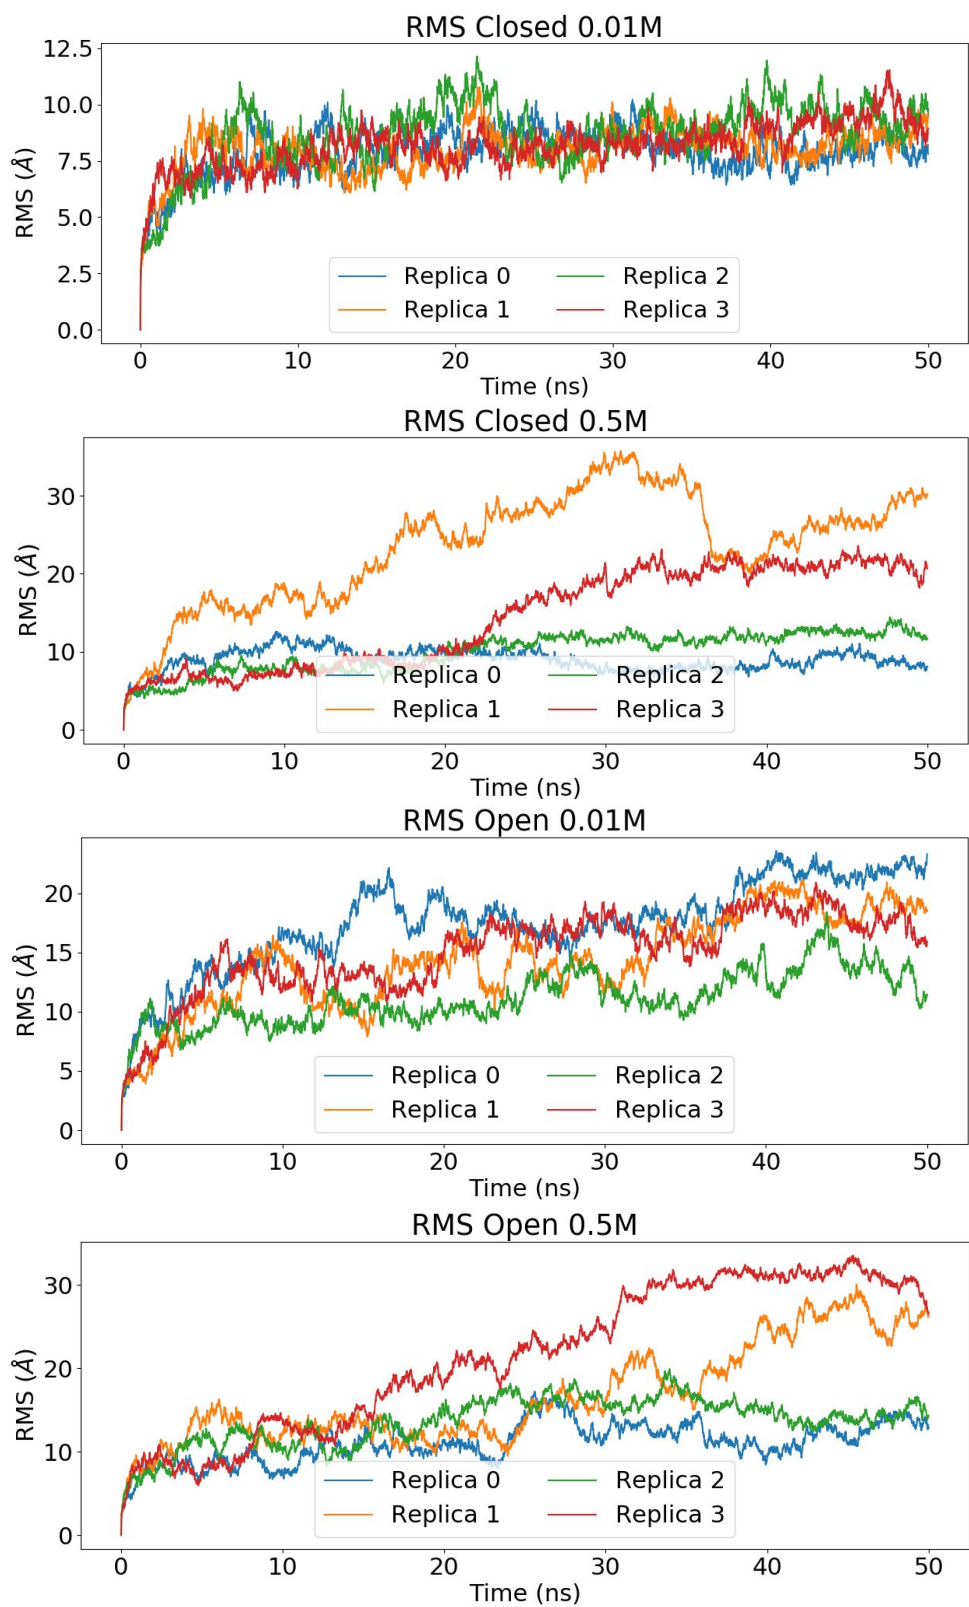 RMS Closed 0.01M
12.5
10.0
7.5
5.0
2.5
0.0
RMS (Å)
Replica 0 Replica 2
Replica 1 Replica 3
0 10 20 30 40 50
Time (ns)
RMS Closed 0.5M
30
20
10
0
RMS (Å)
Replica 0 Replica 2
Replica 1 Replica 3
0 10 20 30 40 50
Time (ns)
RMS Open 0.01M
20
15
10
5
0
RMS (Å)
Replica 0 Replica 2
Replica 1 Replica 3
0 10 20 30 40 50
Time (ns)
RMS Open 0.5M
30
20
10
0
RMS (Å)
Replica 0 Replica 2
Replica 1 Replica 3
0 10 20 30 40 50
Time (ns)